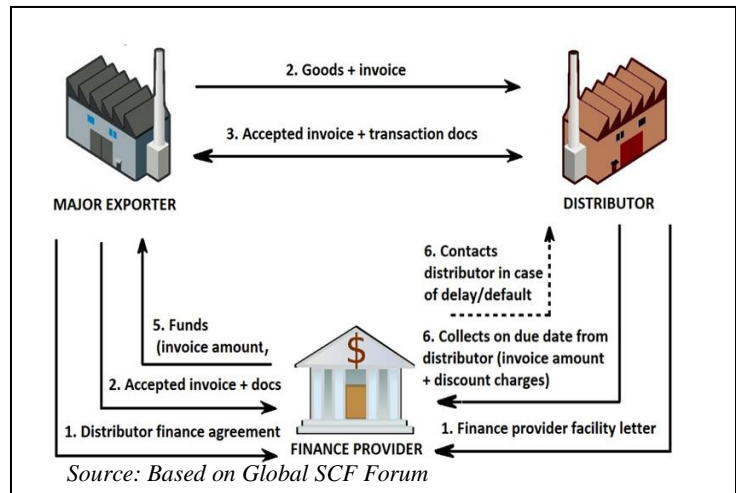 2. Goods + invoice
3. Accepted invoice + transaction docs
MAJOR EXPORTER
DISTRIBUTOR
6. Contacts
distributor in case
of delay/default
5. Funds
(invoice amount,
$
6. Collects on due date from
distributor (invoice amount
+ discount charges)
2. Accepted invoice + docs
1. Distributor finance agreement
FINANCE PROVIDER
1. Finance provider facility letter
Source: Based on Global SCF Forum